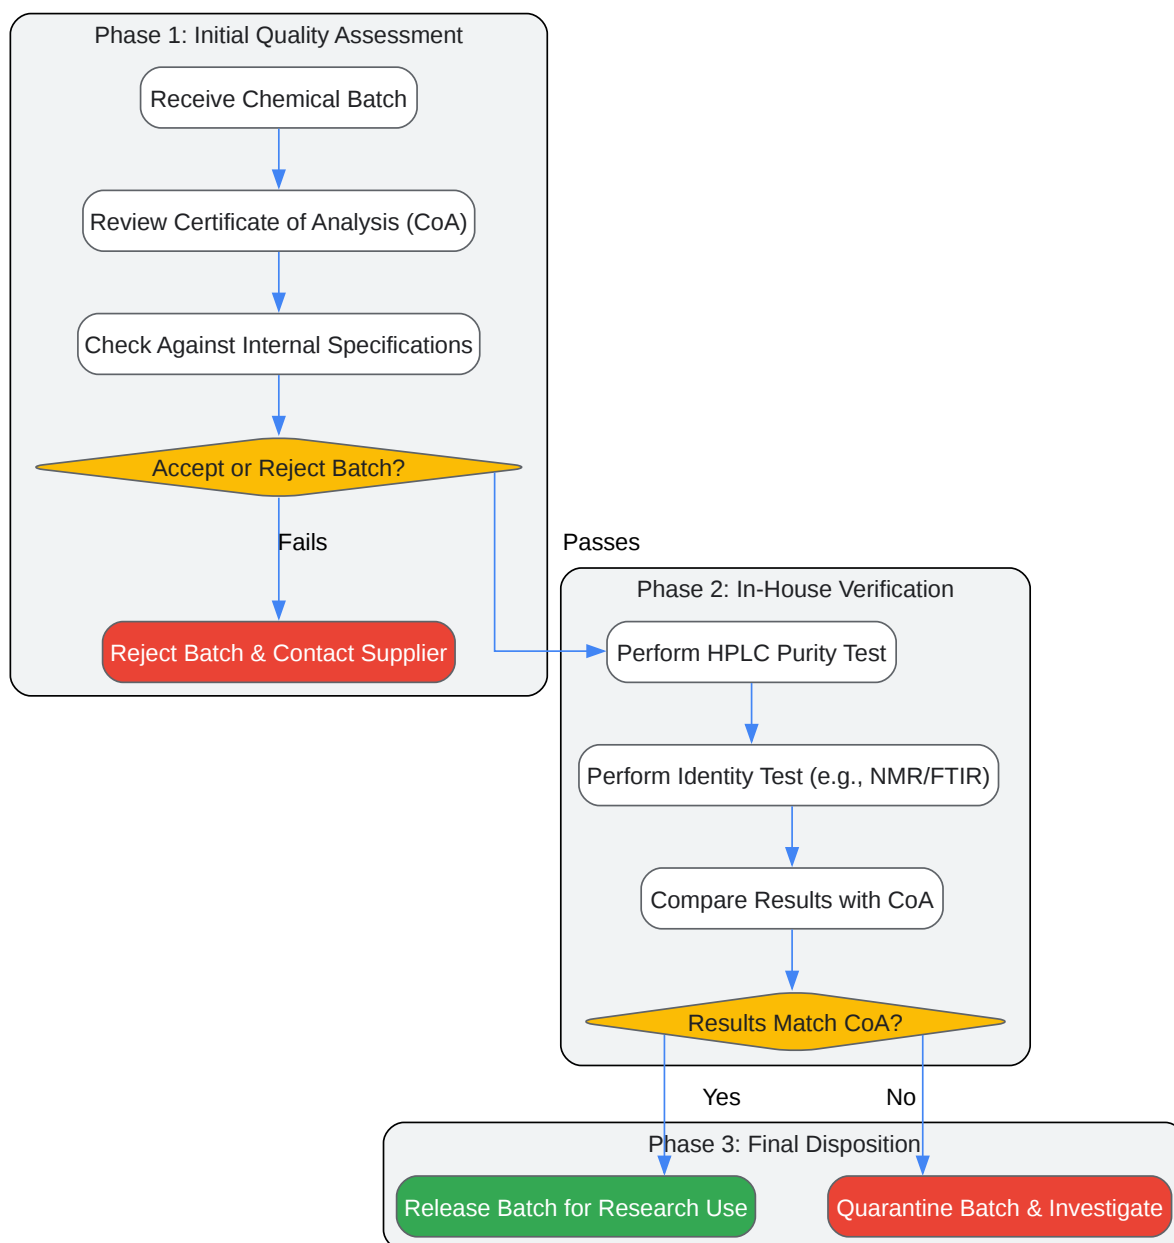 Phase 1: Initial Quality Assessment
Receive Chemical Batch
Review Certificate of Analysis (CoA)
Check Against Internal Specifications
Accept or Reject Batch?
Fails
Passes
Reject Batch & Contact Supplier
Phase 2: In-House Verification
Perform HPLC Purity Test
Perform Identity Test (e.g., NMR/FTIR)
Compare Results with CoA
Results Match CoA?
Yes
No
Phase 3: Final Disposition
Release Batch for Research Use
Quarantine Batch & Investigate